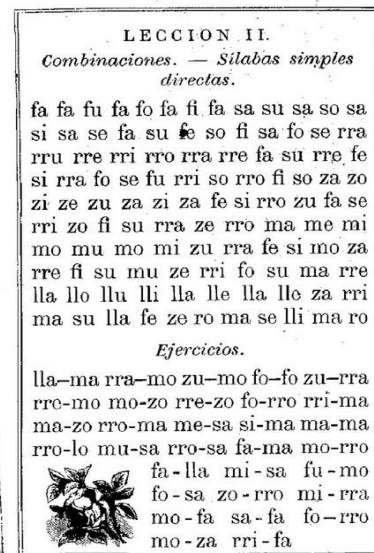 LECCION II.
Combinaciones. — Sílabas simples
directas.
fa fa fu fa fo fa fi fa sa su sa so sa
si sa se fa su fe so fi sa fo se rra
rru rre rri rro rra rre fa su rre fe
si rra fo se fu rri so rro fi so za zo
zi ze zu za zi za fe si rro zu fa se
rri zo fi su rra ze rro ma me mi
mo mu mo mi zu rra fe si mo za
rre fi su mu ze rri fo su ma rre
lla llo llu lli lla lle lla lle za rri
ma su lla fe ze ro ma se lli ma ro
Ejercicios.
lla–ma rra–mo zu–mo fo–fo zu–rra
rro-mo mo-zo rre-zo fo-rro rri-ma
ma-zo rro-ma me-sa si-ma ma-ma
rro-lo mu-sa rro-sa fa-ma mo-rro
fa-lla mi-sa fu-mo
fo-sa zo-rro mi-rra
mo-fa sa-fa fo–rro
mo-za rri-fa